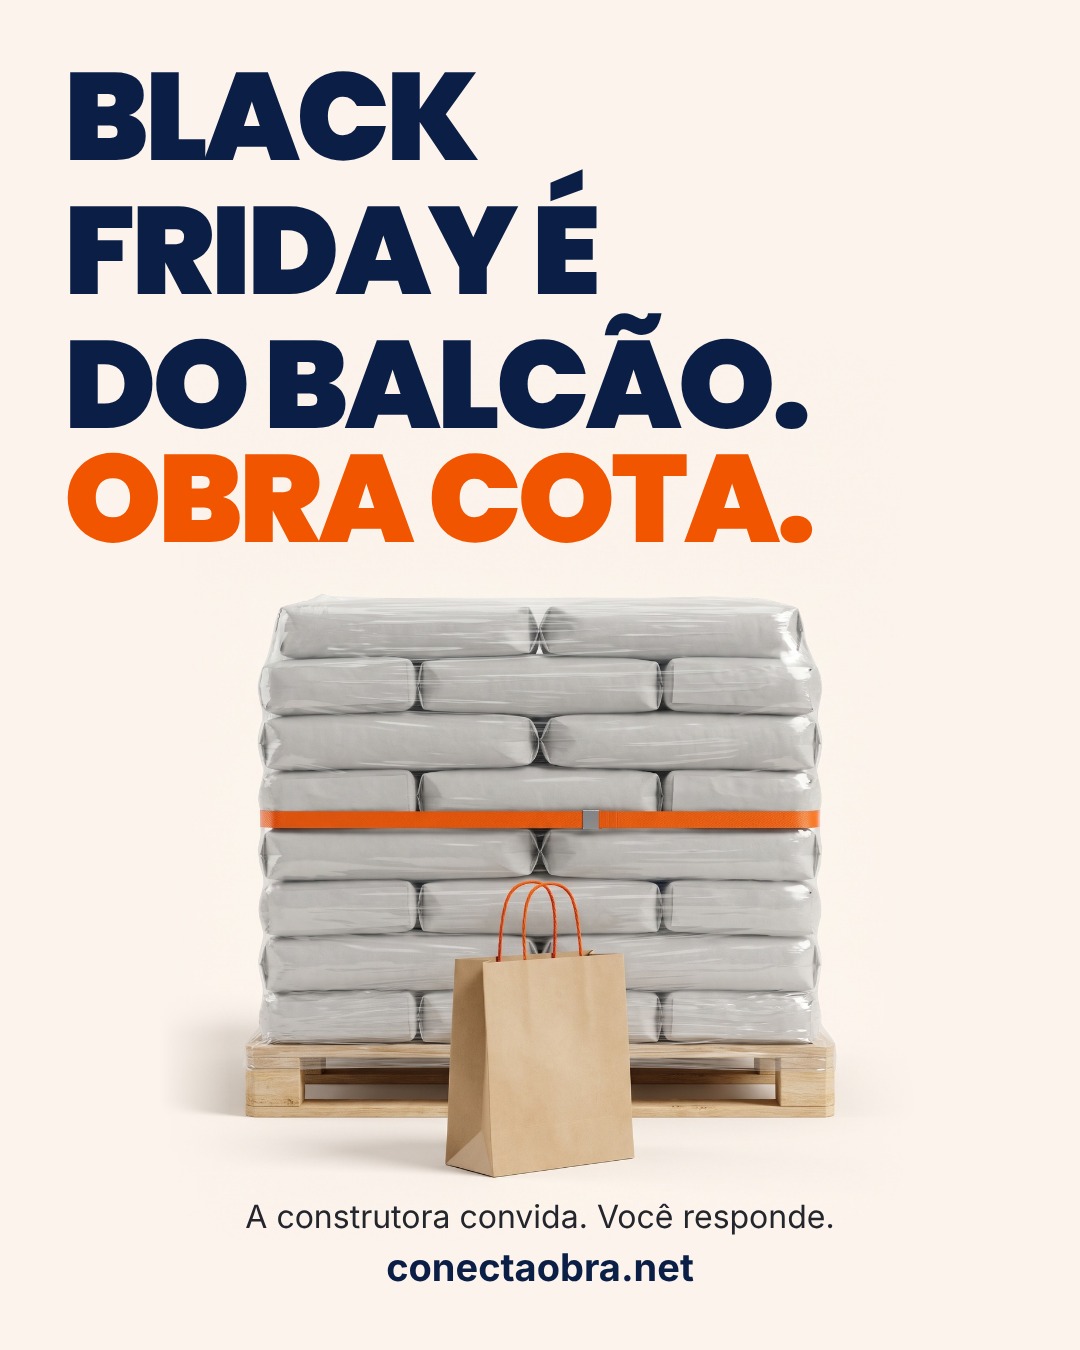 BLACK
FRIDAY É
DO BALCÃO.
OBRA COTA.
A construtora convida. Você responde.
conectaobra.net